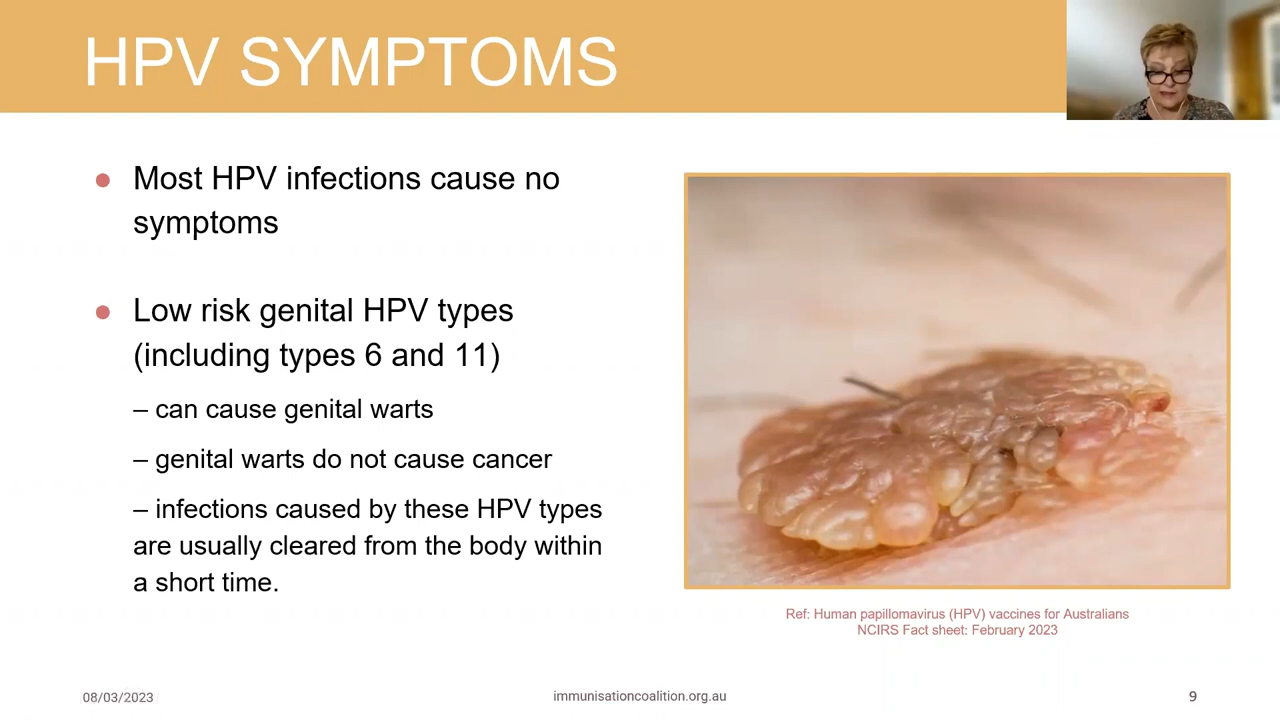 HPV SYMPTOMS
● Most HPV infections cause no
symptoms
● Low risk genital HPV types
(including types 6 and 11)
– can cause genital warts
– genital warts do not cause cancer
– infections caused by these HPV types
are usually cleared from the body within
a short time.
Ref: Human papillomavirus (HPV) vaccines for Australians
NCIRS Fact sheet: February 2023
08/03/2023
immunisationcoalition.org.au
9